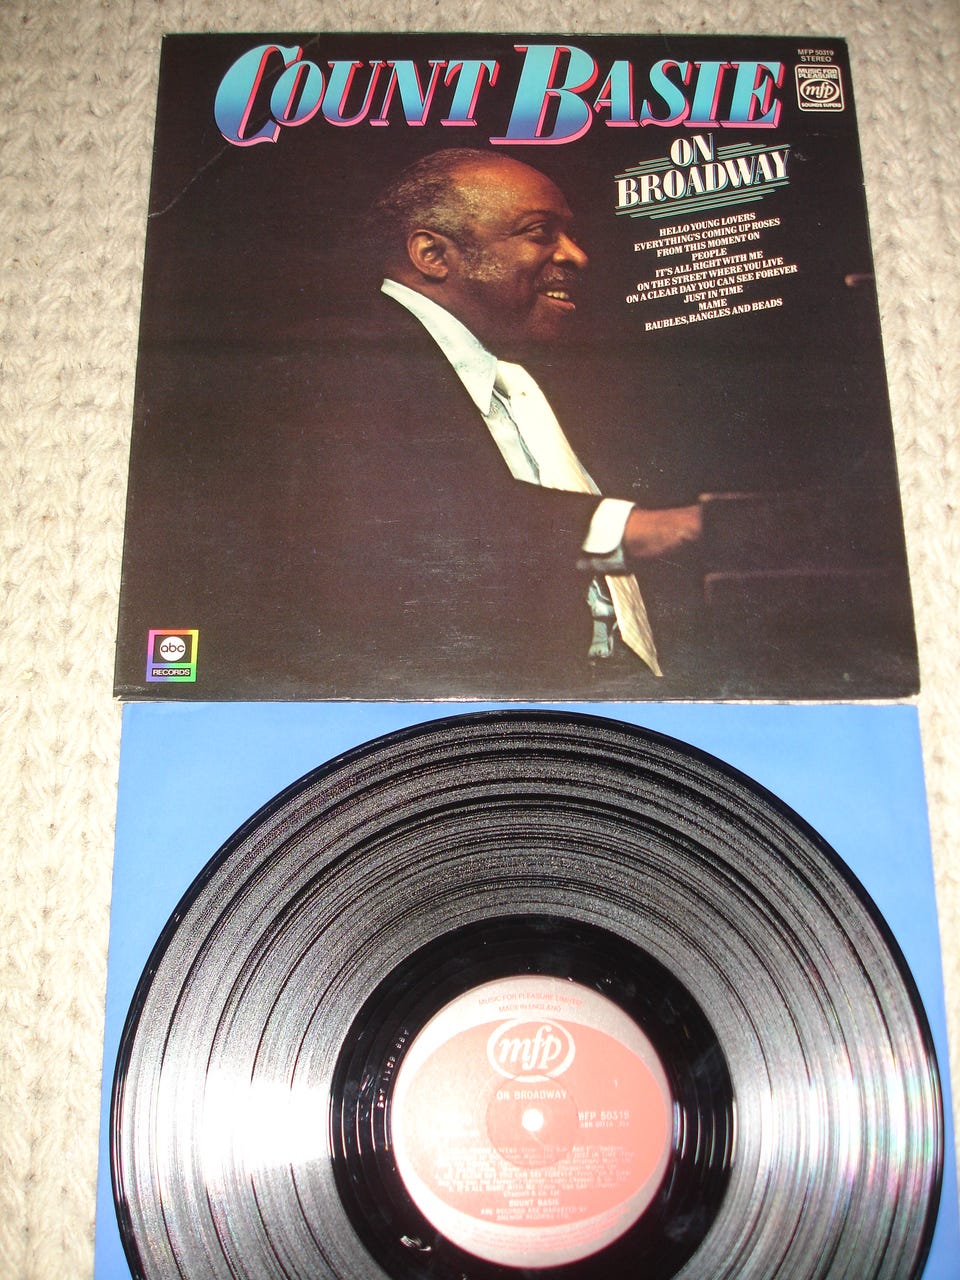 COUNT BASIE
MFP 50319
STEREO
MUSIC FOR
PLEASURE
mfp
SOUNDS SUPERB
ON
BROADWAY
HELLO YOUNG LOVERS
EVERYTHING'S COMING UP ROSES
FROM THIS MOMENT ON
PEOPLE
IT'S ALL RIGHT WITH ME
ON THE STREET WHERE YOU LIVE
ON A CLEAR DAY YOU CAN SEE FOREVER
JUST IN TIME
MAME
BAUBLES, BANGLES AND BEADS
abc
RECORDS
MUSIC FOR PLEASURE LIMITED
MADE IN ENGLAND
mfp
1
ON BROADWAY
MFP 50319
COUNT BASIE